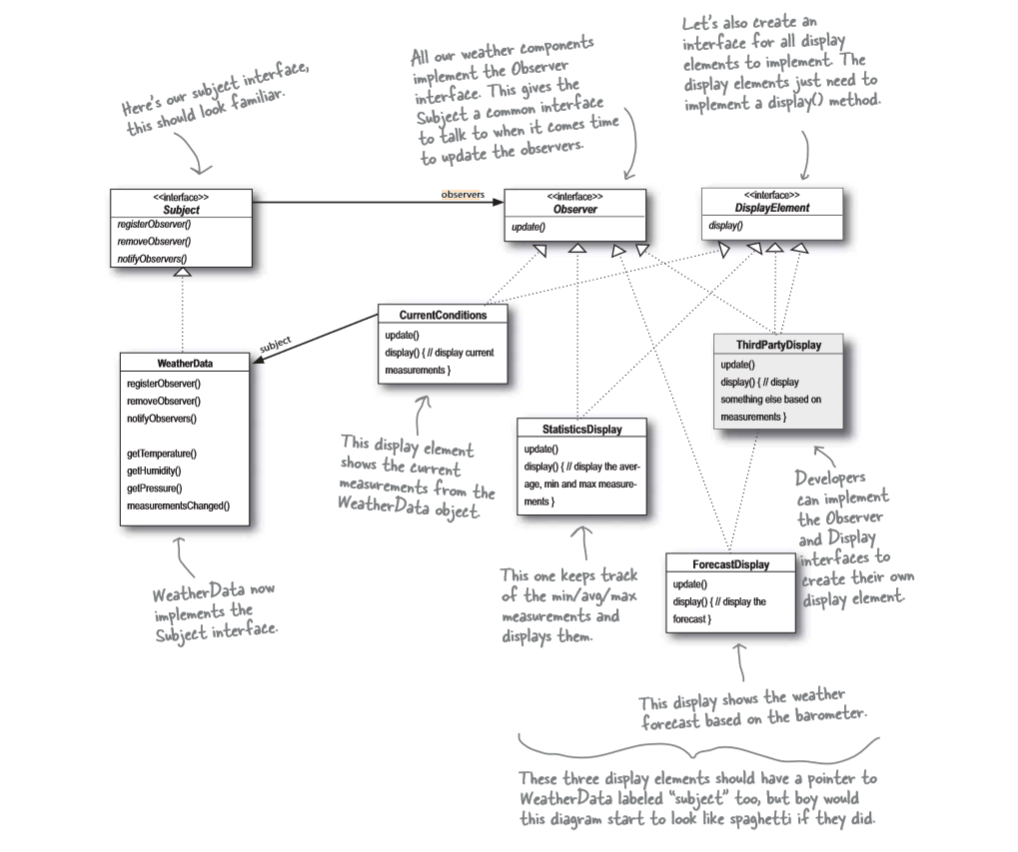 Here's our subject interface,
this should look familiar.
All our weather components
implement the Observer
interface. This gives the
Subject a common interface
to talk to when it comes time
to update the observers.
Let's also create an
interface for all display
elements to implement. The
display elements just need to
implement a display() method.
<<interface>>
Subject
registerObserver()
removeObserver()
notifyObservers()
observers
<<interface>>
Observer
update()
<<interface>>
DisplayElement
display()
subject
WeatherData
registerObserver()
removeObserver()
notifyObservers()
getTemperature()
getHumidity()
getPressure()
measurementsChanged()
CurrentConditions
update()
display() { // display current
measurements }
StatisticsDisplay
update()
display() { // display the aver-
age, min and max measure-
ments }
ThirdPartyDisplay
update()
display() { // display
something else based on
measurements }
ForecastDisplay
update()
display() { // display the
forecast }
This display element
shows the current
measurements from the
WeatherData object.
Developers
can implement
the Observer
and Display
interfaces to
create their own
display element.
WeatherData now
implements the
Subject interface.
This one keeps track
of the min/avg/max
measurements and
displays them.
This display shows the weather
forecast based on the barometer.
These three display elements should have a pointer to
WeatherData labeled "subject" too, but boy would
this diagram start to look like spaghetti if they did.